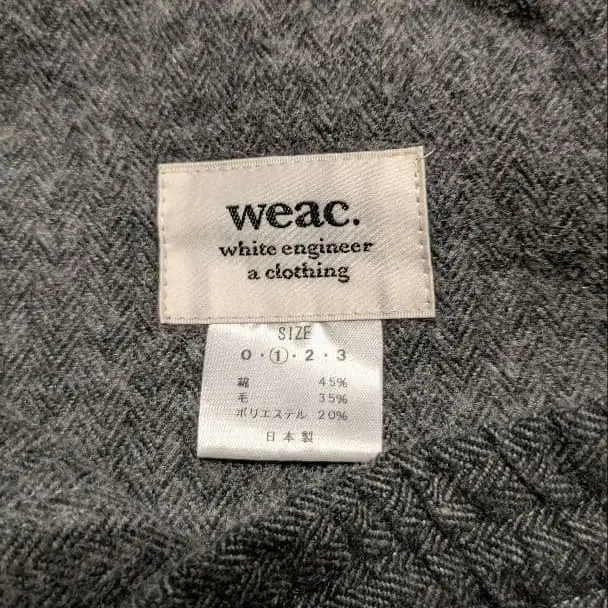 weac.
white engineer
a clothing
SIZE
0・①・2・3
綿 45%
毛 35%
ポリエステル 20%
日本製